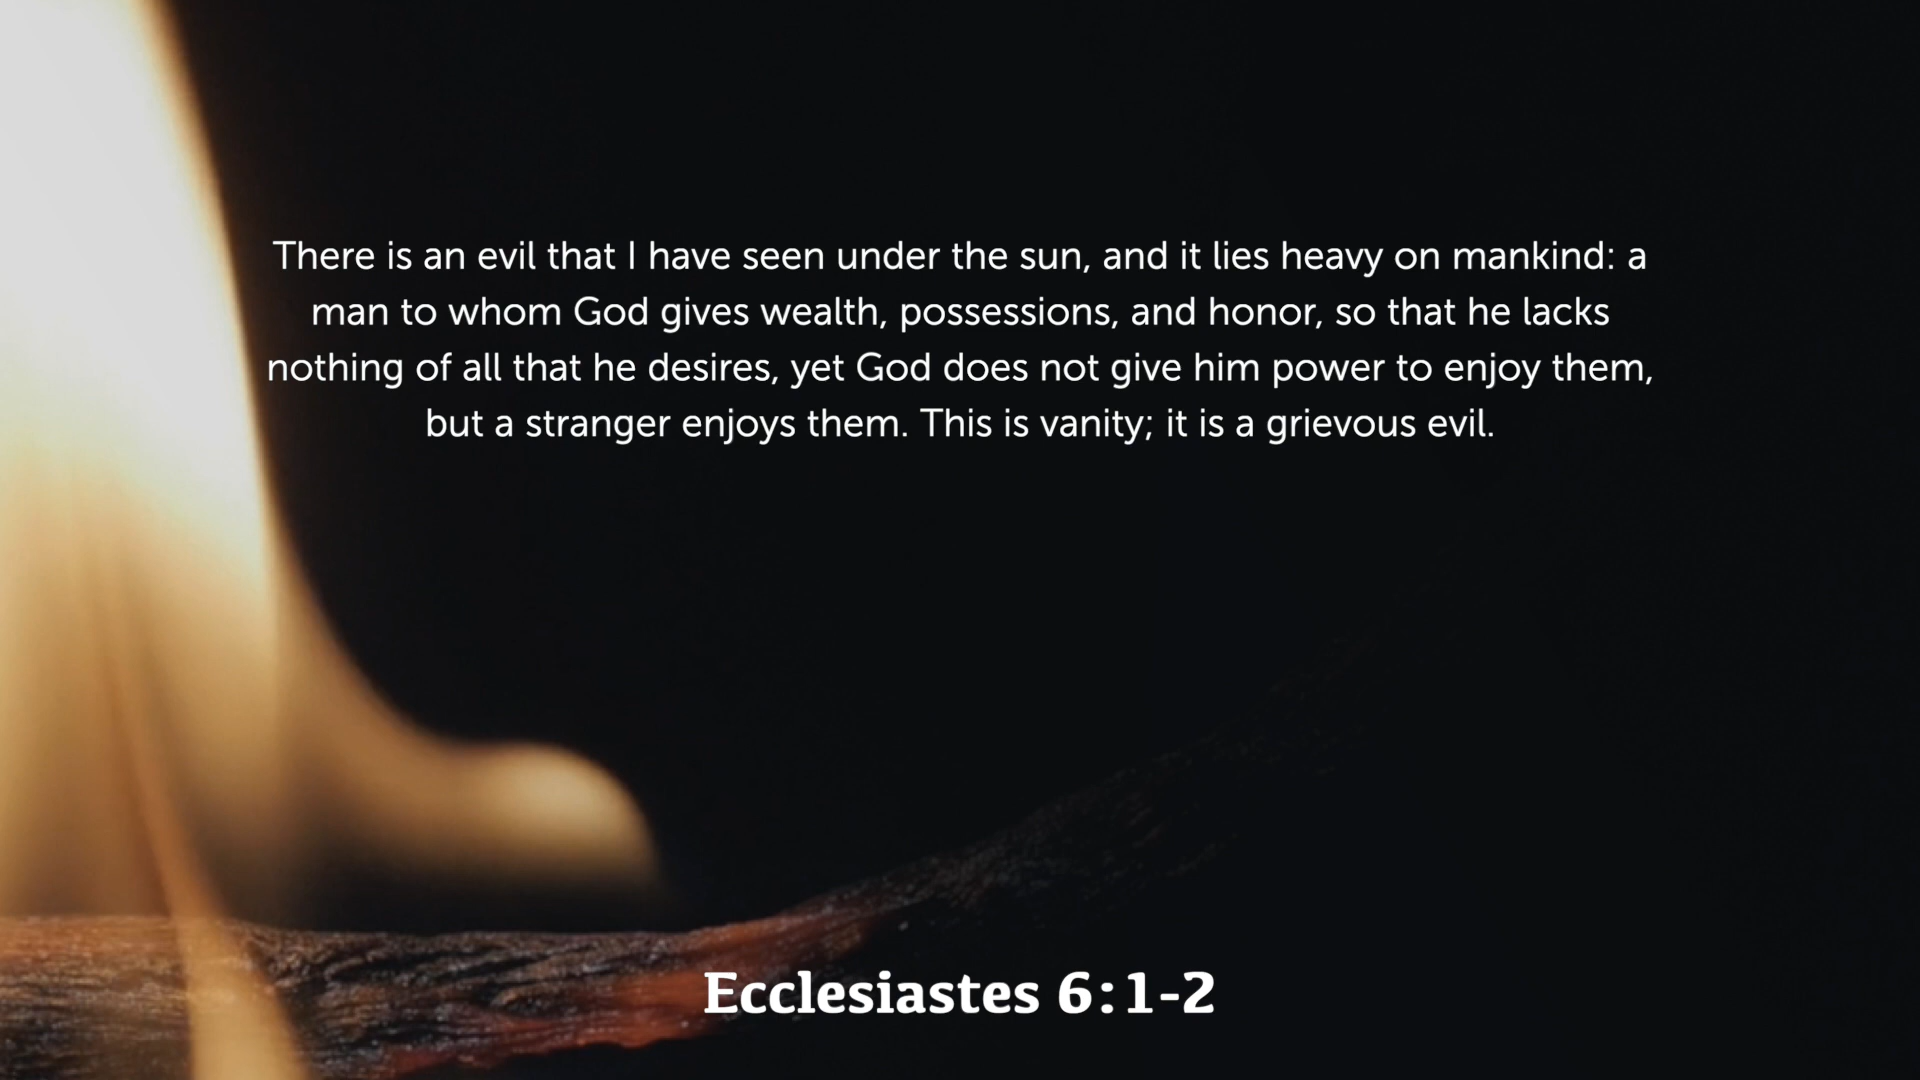 There is an evil that I have seen under the sun, and it lies heavy on mankind: a
man to whom God gives wealth, possessions, and honor, so that he lacks
nothing of all that he desires, yet God does not give him power to enjoy them,
but a stranger enjoys them. This is vanity; it is a grievous evil.
Ecclesiastes 6:1-2